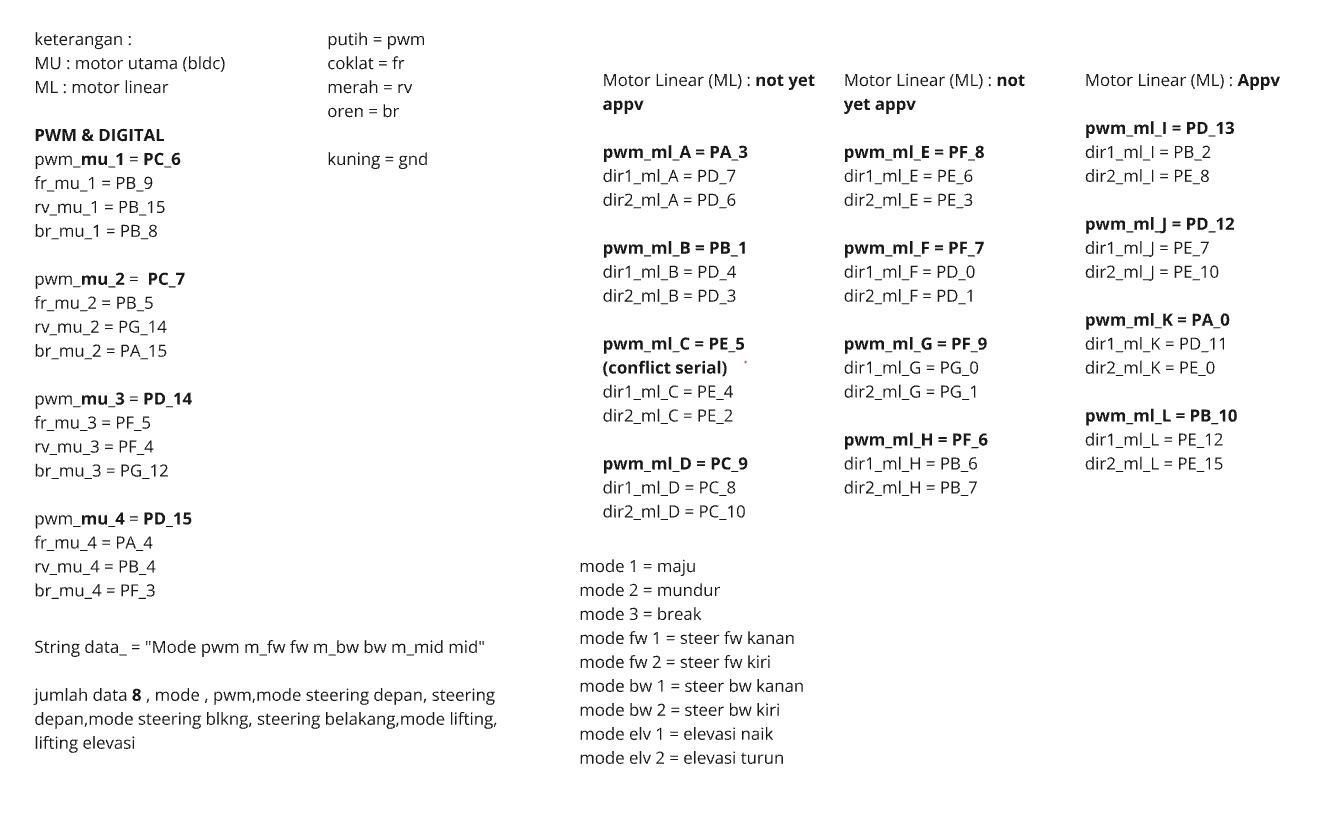 keterangan :
MU : motor utama (bldc)
ML : motor linear
PWM & DIGITAL
pwm_mu_1 = PC_6
fr_mu_1 = PB_9
rv_mu_1 = PB_15
br_mu_1 = PB_8
pwm_mu_2 = PC_7
fr_mu_2 = PB_5
rv_mu_2 = PG_14
br_mu_2 = PA_15
pwm_mu_3 = PD_14
fr_mu_3 = PF_5
rv_mu_3 = PF_4
br_mu_3 = PG_12
pwm_mu_4 = PD_15
fr_mu_4 = PA_4
rv_mu_4 = PB_4
br_mu_4 = PF_3
String data_ = "Mode pwm m_fw fw m_bw bw m_mid mid"
jumlah data 8 , mode , pwm,mode steering depan, steering
depan,mode steering blkng, steering belakang,mode lifting,
lifting elevasi
putih = pwm
coklat = fr
merah = rv
oren = br
kuning = gnd
Motor Linear (ML) : not yet
appv
pwm_ml_A = PA_3
dir1_ml_A = PD_7
dir2_ml_A = PD_6
pwm_ml_B = PB_1
dir1_ml_B = PD_4
dir2_ml_B = PD_3
pwm_ml_C = PE_5
(conflict serial)
dir1_ml_C = PE_4
dir2_ml_C = PE_2
pwm_ml_D = PC_9
dir1_ml_D = PC_8
dir2_ml_D = PC_10
Motor Linear (ML) : not
yet appv
pwm_ml_E = PF_8
dir1_ml_E = PE_6
dir2_ml_E = PE_3
pwm_ml_F = PF_7
dir1_ml_F = PD_0
dir2_ml_F = PD_1
pwm_ml_G = PF_9
dir1_ml_G = PG_0
dir2_ml_G = PG_1
pwm_ml_H = PF_6
dir1_ml_H = PB_6
dir2_ml_H = PB_7
Motor Linear (ML) : Appv
pwm_ml_I = PD_13
dir1_ml_I = PB_2
dir2_ml_I = PE_8
pwm_ml_J = PD_12
dir1_ml_J = PE_7
dir2_ml_J = PE_10
pwm_ml_K = PA_0
dir1_ml_K = PD_11
dir2_ml_K = PE_0
pwm_ml_L = PB_10
dir1_ml_L = PE_12
dir2_ml_L = PE_15
mode 1 = maju
mode 2 = mundur
mode 3 = break
mode fw 1 = steer fw kanan
mode fw 2 = steer fw kiri
mode bw 1 = steer bw kanan
mode bw 2 = steer bw kiri
mode elv 1 = elevasi naik
mode elv 2 = elevasi turun